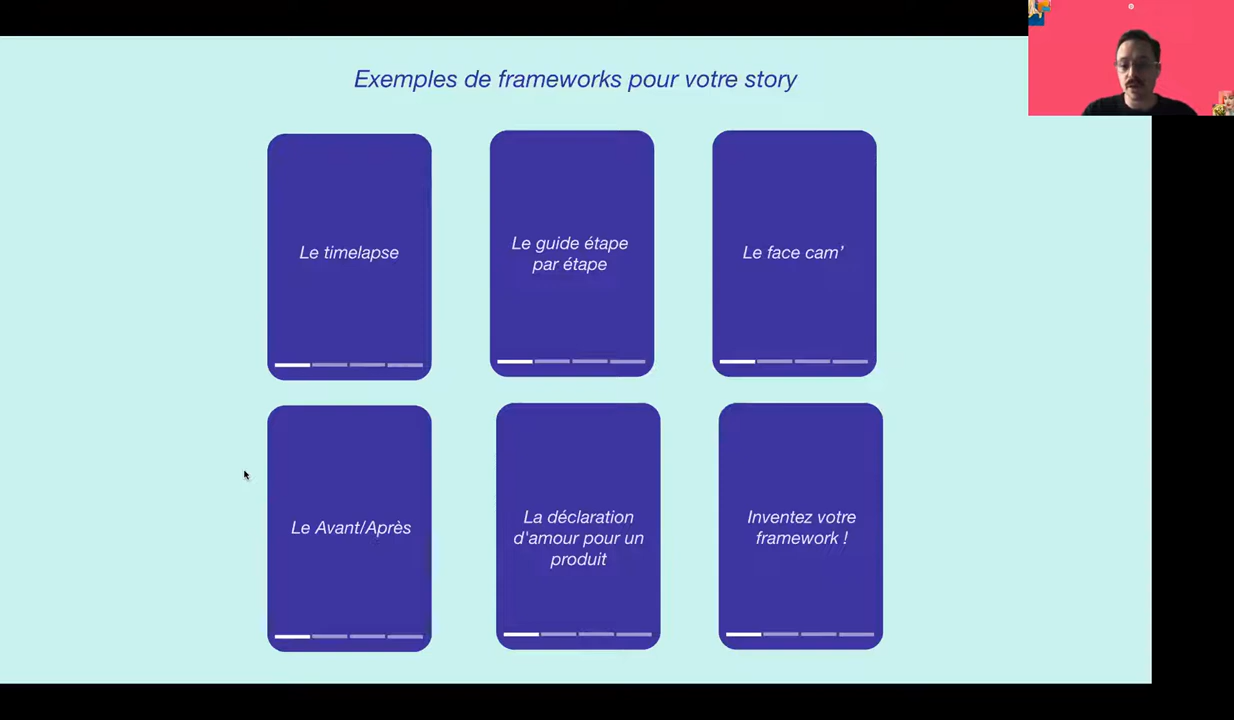 Exemples de frameworks pour votre story
Le timelapse
Le guide étape
par étape
Le face cam’
Le Avant/Après
La déclaration
d'amour pour un
produit
Inventez votre
framework !